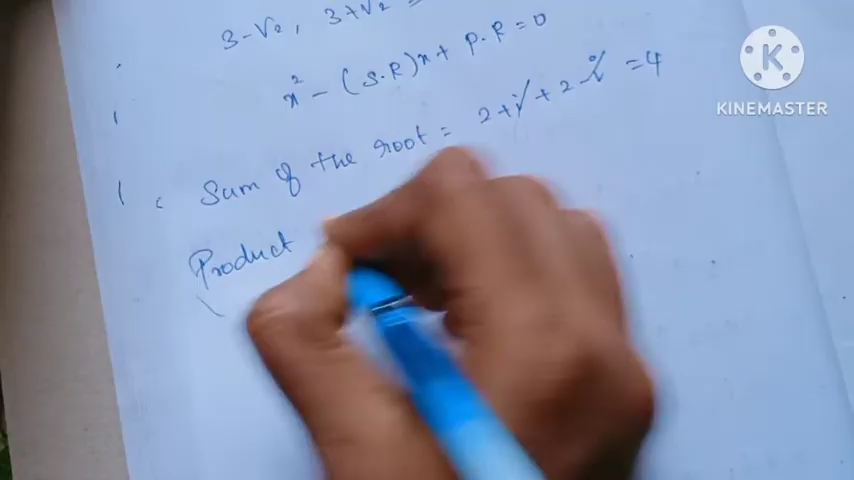 3-√2, 3+√2 =
x² - (S.R)x + P.R = 0
Sum of the root = 2+i + 2-i = 4
Product
K
KINEMASTER